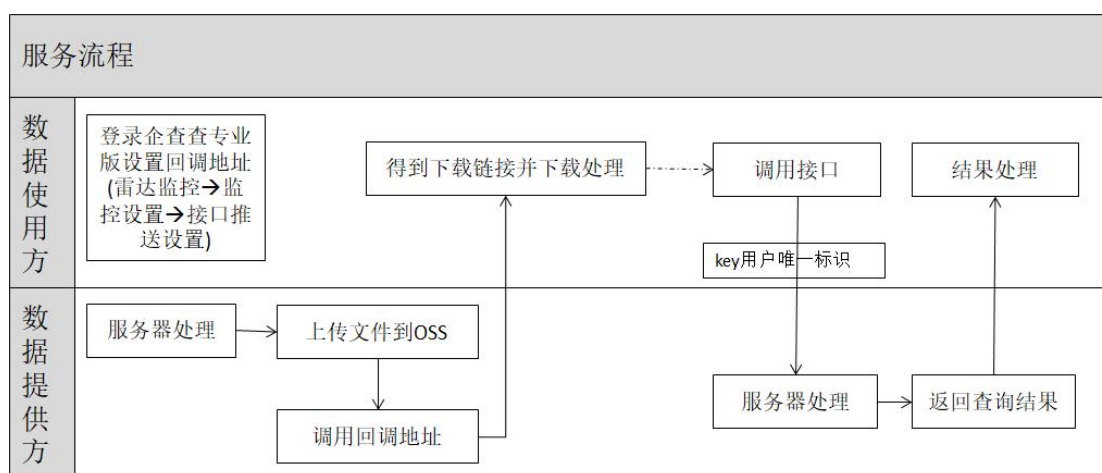 服务流程
数据使用方
登录企查查专业
版设置回调地址
(雷达监控→监
控设置→接口推
送设置)
得到下载链接并下载处理
调用接口
结果处理
key用户唯一标识
数据提供方
服务器处理
上传文件到OSS
调用回调地址
服务器处理
返回查询结果